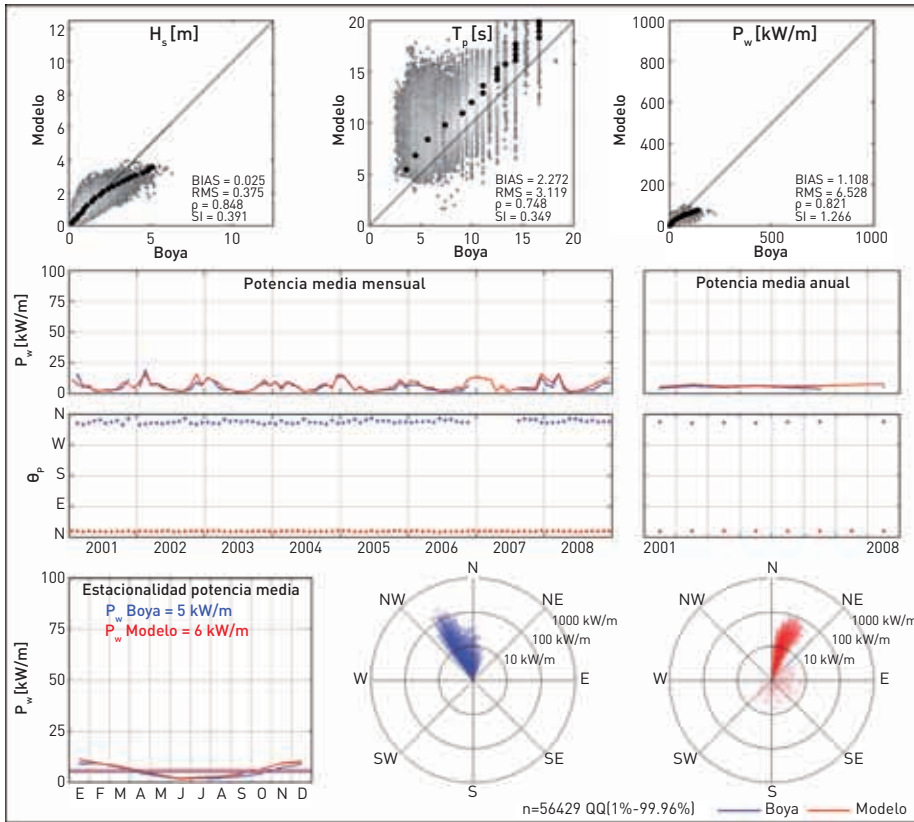 Hs [m]
Modelo
12
10
8
6
4
2
0
0 5 10
Boya
BIAS = 0.025
RMS = 0.375
ρ = 0.848
SI = 0.391
Tp [s]
Modelo
20
15
10
5
0
0 5 10 15 20
Boya
BIAS = 2.272
RMS = 3.119
ρ = 0.748
SI = 0.349
Pw [kW/m]
Modelo
1000
800
600
400
200
0
0 500 1000
Boya
BIAS = 1.108
RMS = 6.528
ρ = 0.821
SI = 1.266
Potencia media mensual
Pw [kW/m]
100
75
50
25
0
Potencia media anual
θP
N
W
S
E
N
2001 2002 2003 2004 2005 2006 2007 2008
2001 2008
Estacionalidad potencia media
Pw Boya = 5 kW/m
Pw Modelo = 6 kW/m
Pw [kW/m]
100
75
50
25
0
E F M A M J J A S O N D
N
NW NE
1000 kW/m
100 kW/m
10 kW/m
W E
SW SE
S
N
NW NE
1000 kW/m
100 kW/m
10 kW/m
W E
SW SE
S
n=56429 QQ(1%-99.96%) Boya Modelo